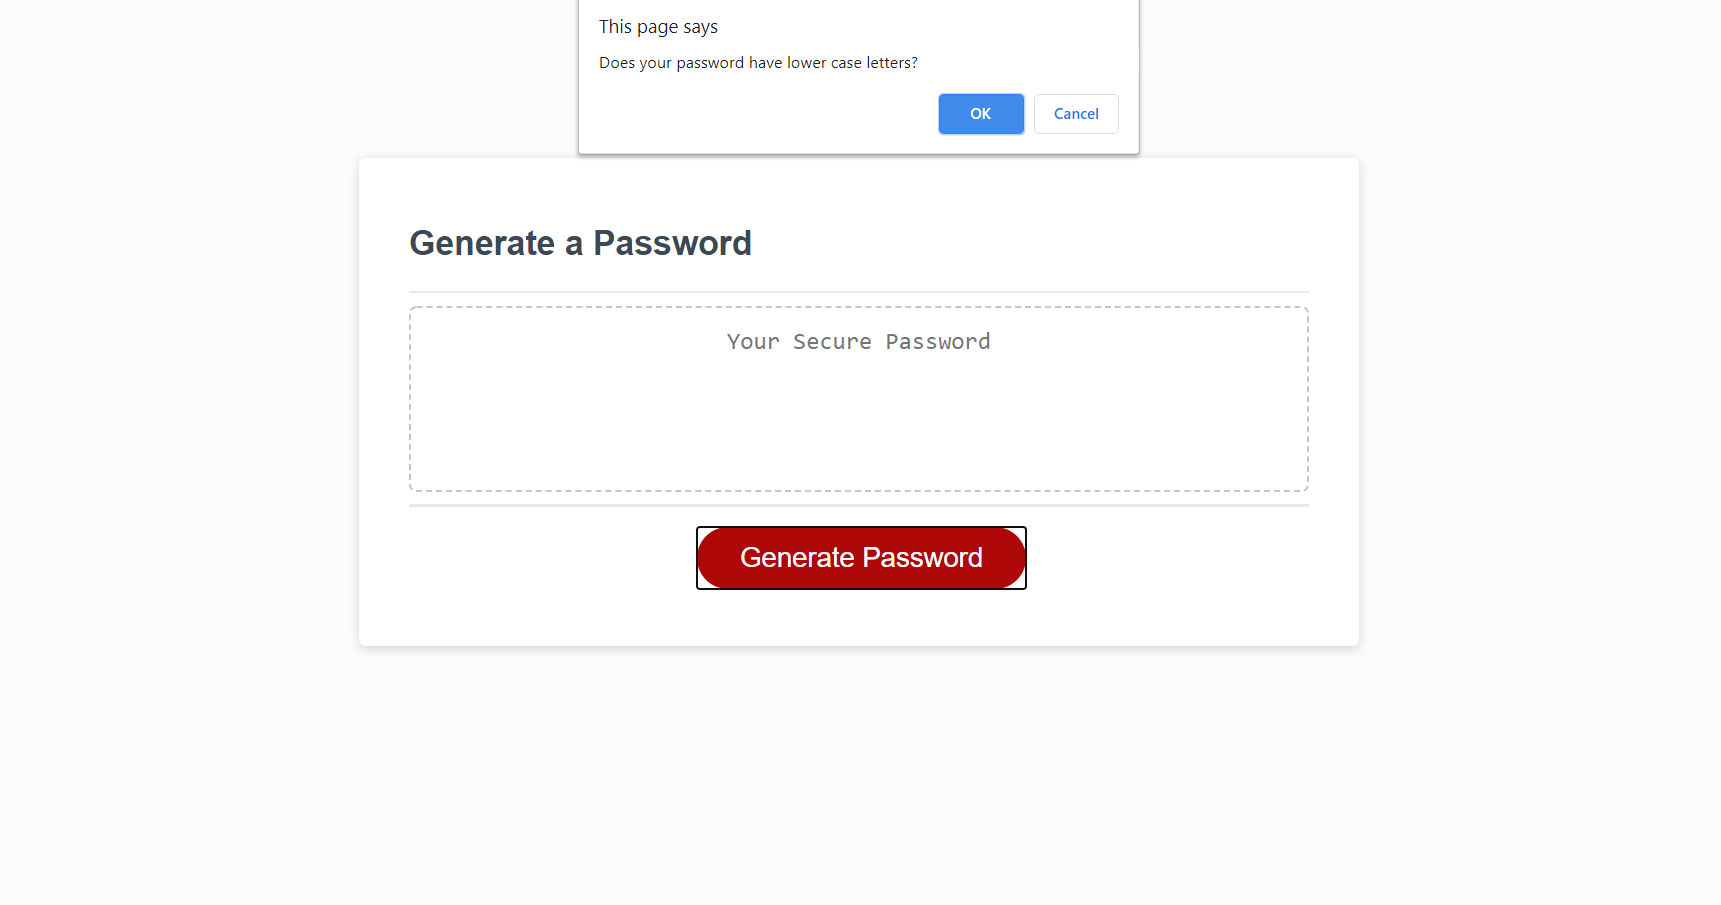 This page says
Does your password have lower case letters?
OK Cancel
Generate a Password
Your Secure Password
Generate Password